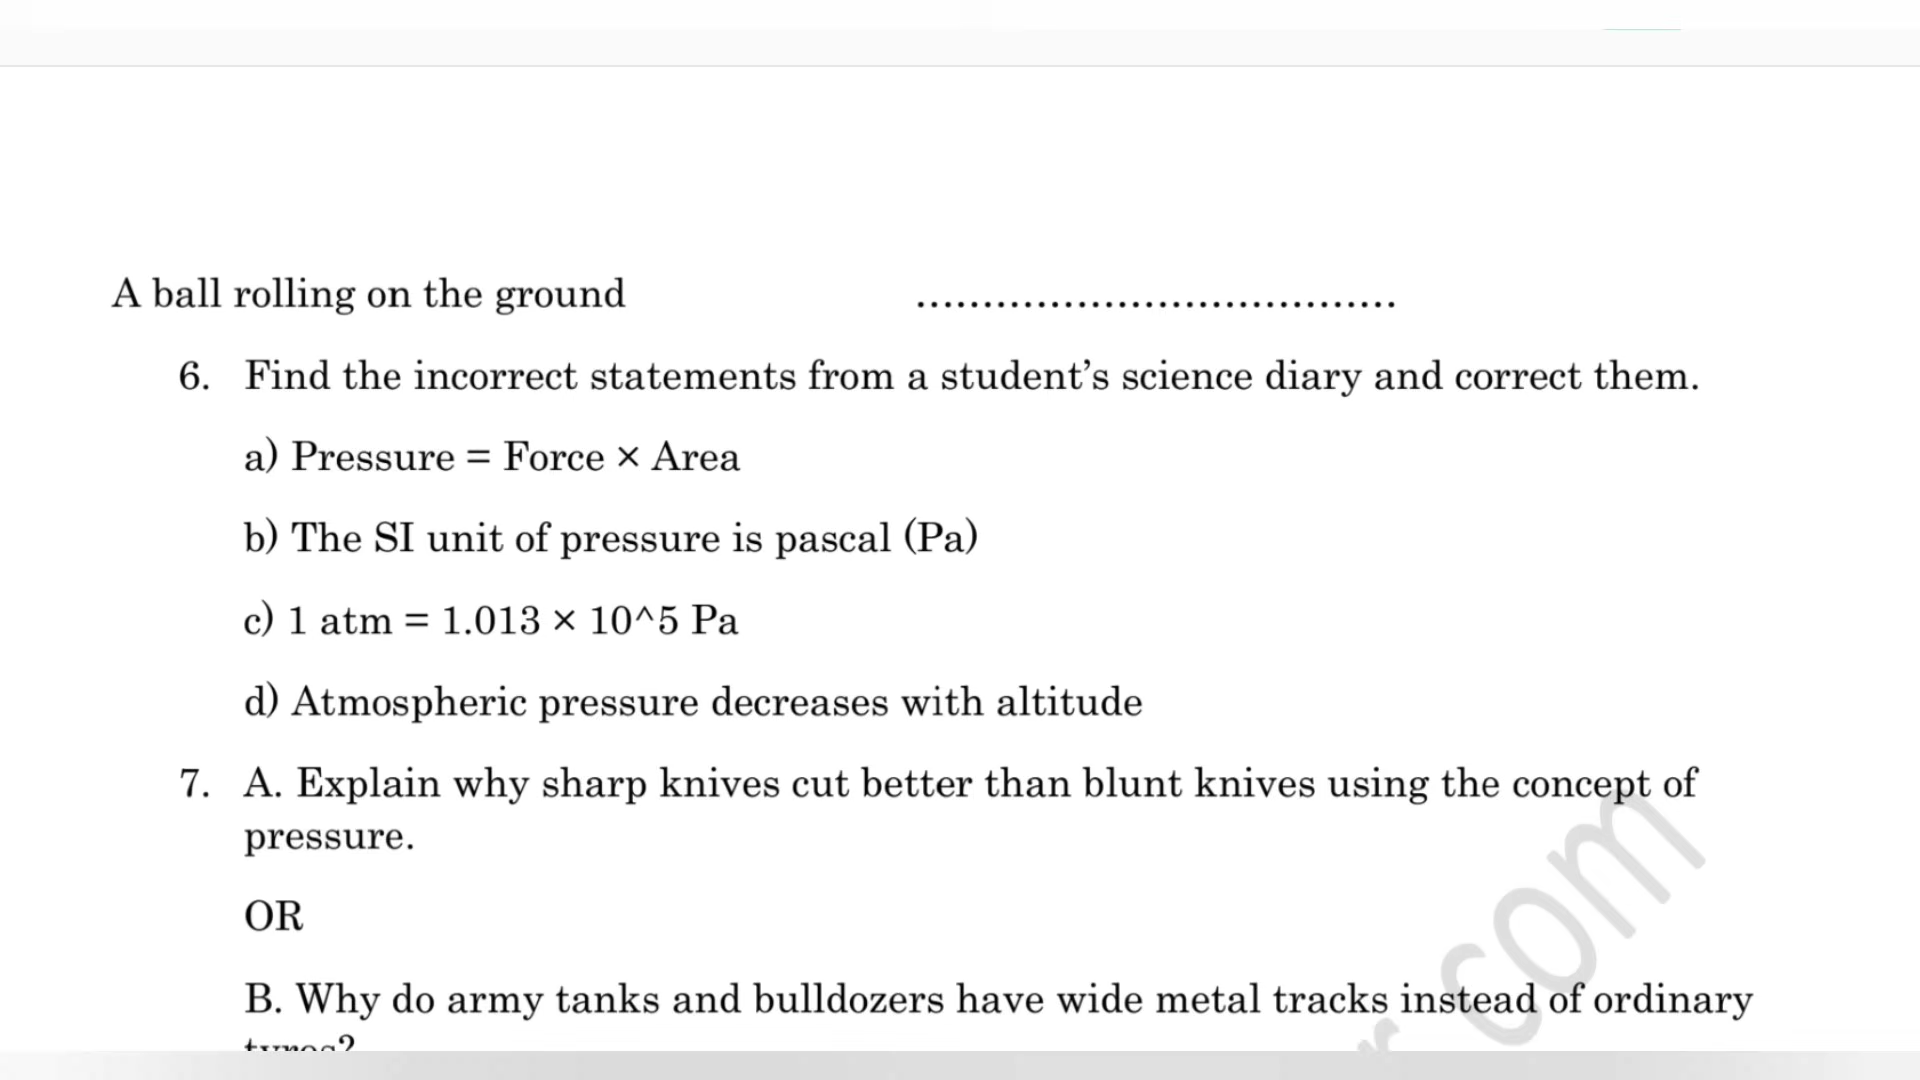 A ball rolling on the ground ....................................
6. Find the incorrect statements from a student’s science diary and correct them.
a) Pressure = Force × Area
b) The SI unit of pressure is pascal (Pa)
c) 1 atm = 1.013 × 10^5 Pa
d) Atmospheric pressure decreases with altitude
7. A. Explain why sharp knives cut better than blunt knives using the concept of
pressure.
OR
B. Why do army tanks and bulldozers have wide metal tracks instead of ordinary
com